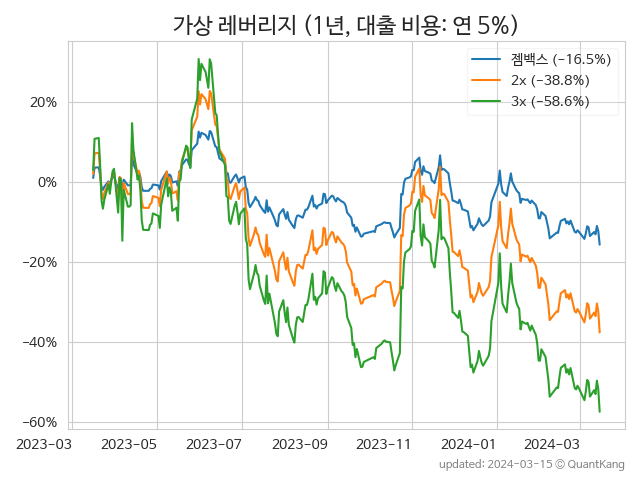 가상 레버리지 (1년, 대출 비용: 연 5%)
젬백스 (−16.5%)
2x (−38.8%)
3x (−58.6%)
20%
0%
−20%
−40%
−60%
2023-03
2023-05
2023-07
2023-09
2023-11
2024-01
2024-03
updated: 2024-03-15 © QuantKang